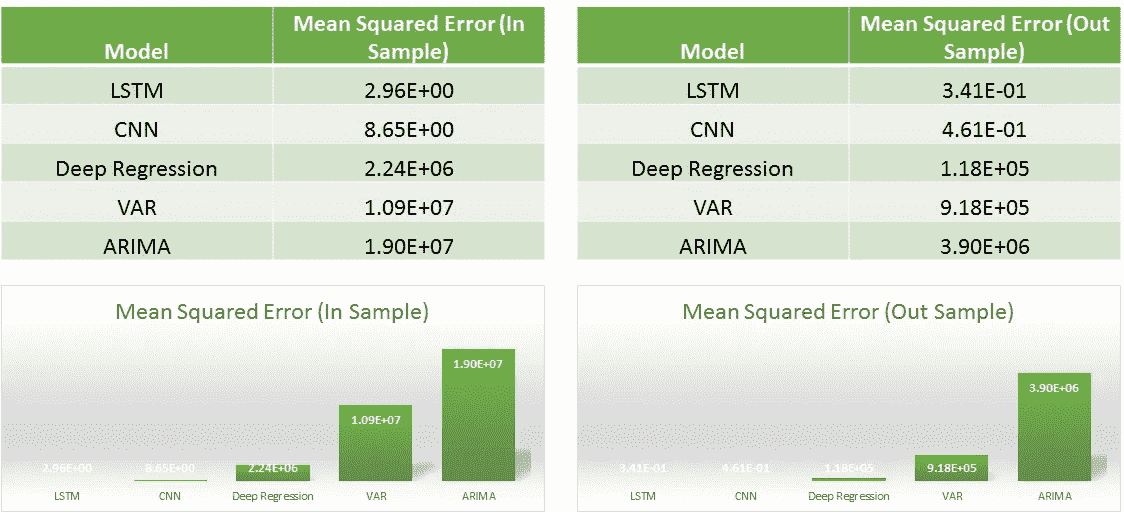 Model Mean Squared Error (In
Sample)
LSTM 2.96E+00
CNN 8.65E+00
Deep Regression 2.24E+06
VAR 1.09E+07
ARIMA 1.90E+07
Model Mean Squared Error (Out
Sample)
LSTM 3.41E-01
CNN 4.61E-01
Deep Regression 1.18E+05
VAR 9.18E+05
ARIMA 3.90E+06
Mean Squared Error (In Sample)
1.90E+07
1.09E+07
2.96E+00 8.65E+00 2.24E+06
LSTM CNN Deep Regression VAR ARIMA
Mean Squared Error (Out Sample)
3.90E+06
3.41E-01 4.61E-01 1.18E+05 9.18E+05
LSTM CNN Deep Regression VAR ARIMA